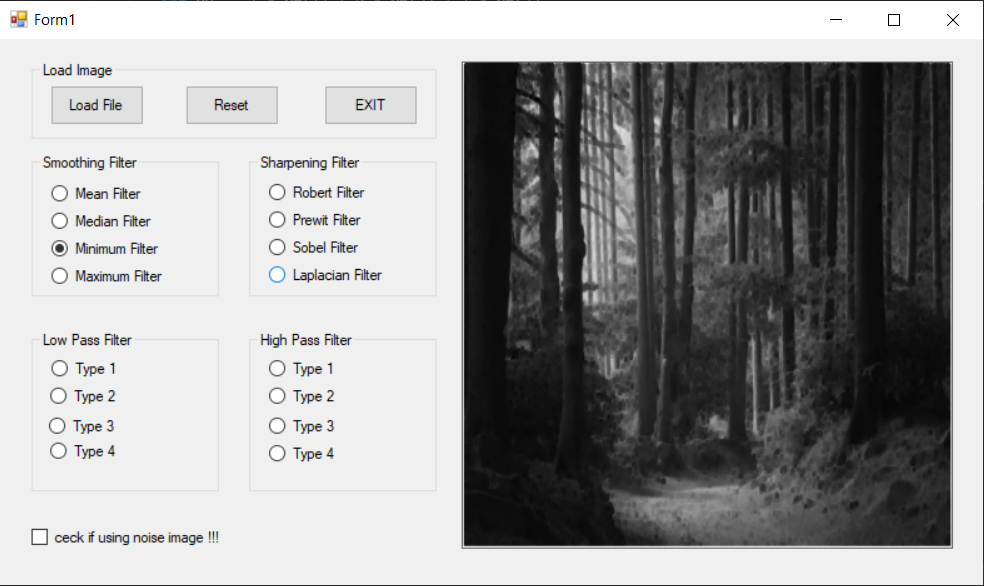 Form1
Load Image
Load File
Reset
EXIT
Smoothing Filter
Mean Filter
Median Filter
Minimum Filter
Maximum Filter
Sharpening Filter
Robert Filter
Prewit Filter
Sobel Filter
Laplacian Filter
Low Pass Filter
Type 1
Type 2
Type 3
Type 4
High Pass Filter
Type 1
Type 2
Type 3
Type 4
ceck if using noise image !!!